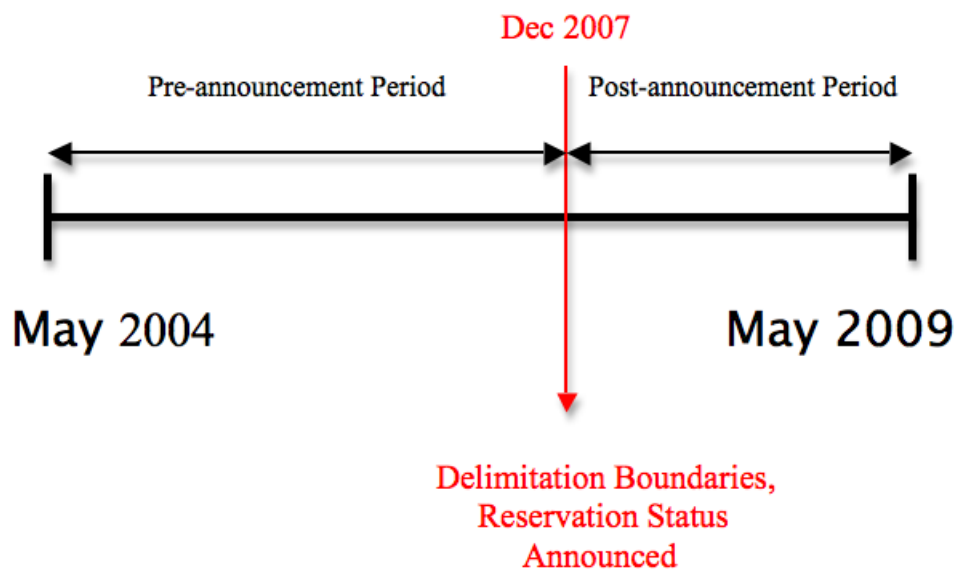 Dec 2007
Pre-announcement Period
Post-announcement Period
May 2004
May 2009
Delimitation Boundaries,
Reservation Status
Announced